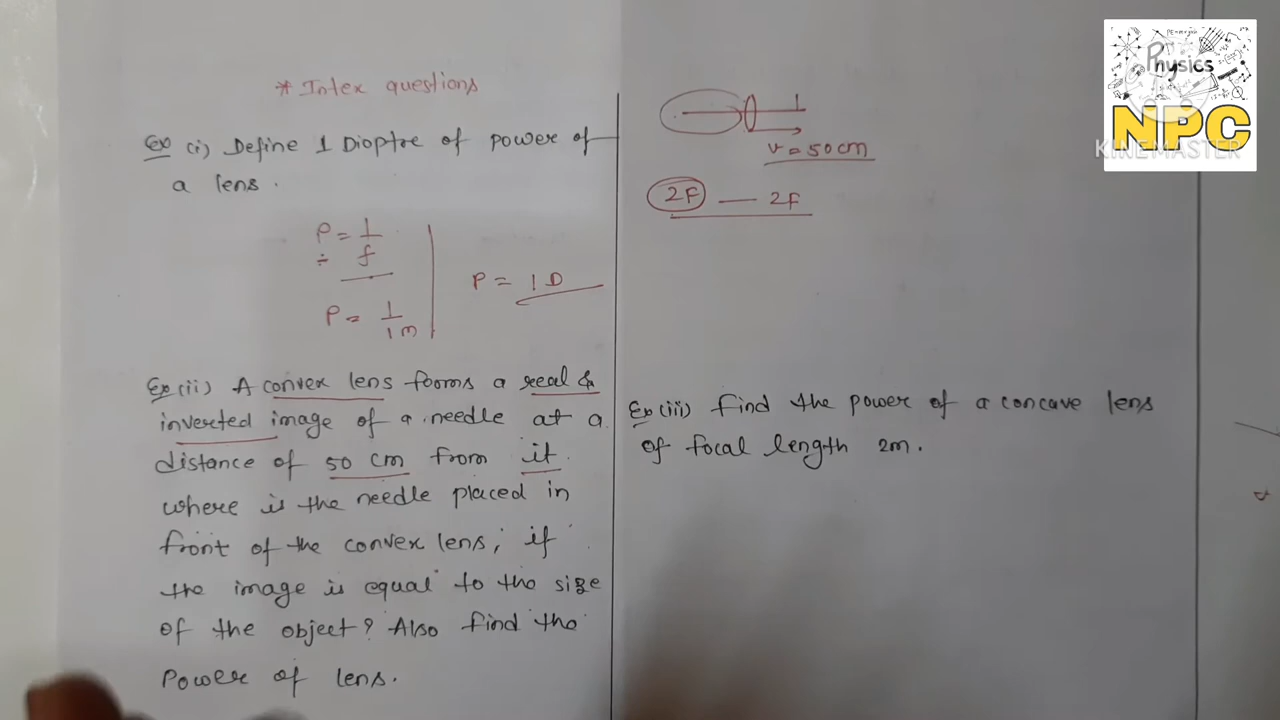 * Intex questions
Ex (i) Define 1 Dioptre of power of
a lens.
P = 1/f
P = 1/1m
P = 1D
Ex (ii) A convex lens forms a real &
inverted image of a needle at a
distance of 50 cm from it.
where is the needle placed in
front of the convex lens, if
the image is equal to the size
of the object? Also find the
Power of lens.
v = 50cm
2F — 2F
Ex (iii) Find the power of a concave lens
of focal length 2m.
Physics
NPC
KINEMASTER